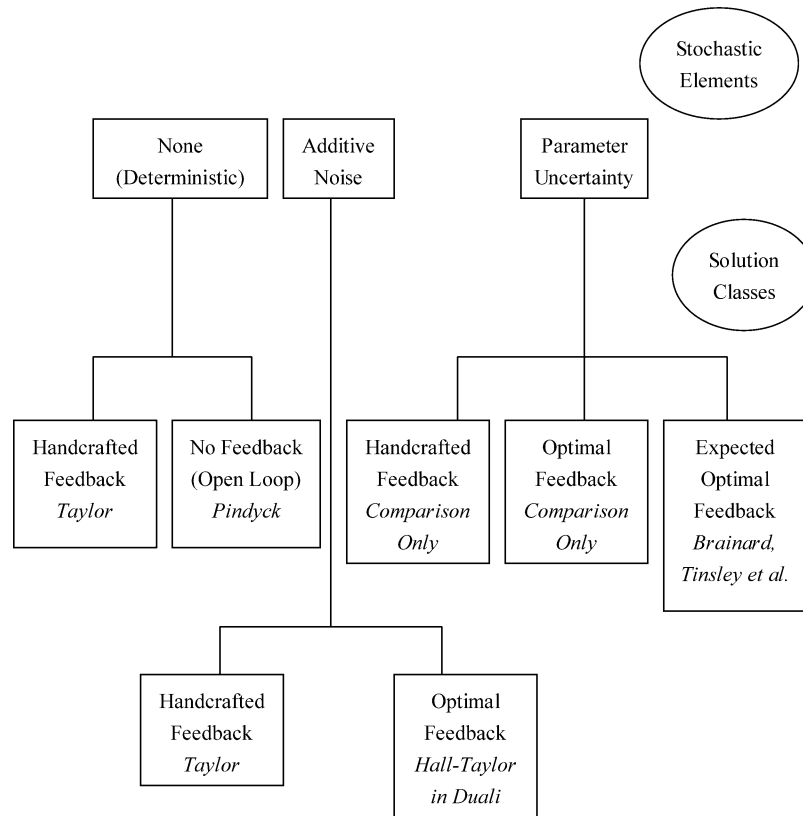 Stochastic
Elements
None
(Deterministic)
Additive
Noise
Parameter
Uncertainty
Solution
Classes
Handcrafted
Feedback
Taylor
No Feedback
(Open Loop)
Pindyck
Handcrafted
Feedback
Comparison
Only
Optimal
Feedback
Comparison
Only
Expected
Optimal
Feedback
Brainard,
Tinsley et al.
Handcrafted
Feedback
Taylor
Optimal
Feedback
Hall-Taylor
in Duali